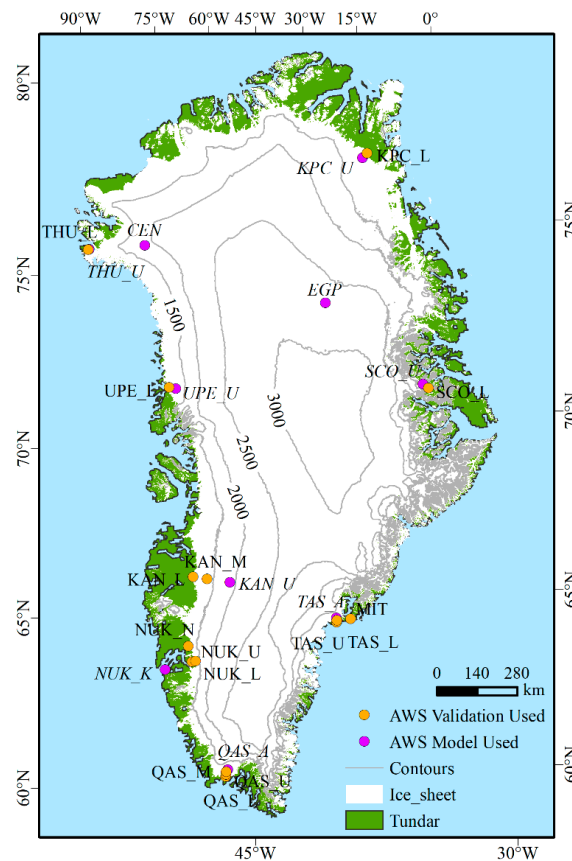 90°W 75°W 60°W 45°W 30°W 15°W 0°
80°N
KPC_U KPC_L
75°N
THU_L CEN
THU_U
75°N
EGP
1500
SCO_U
UPE_L UPE_U SCO_L
3000
70°N
70°N
2500
2000
KAN_M
KAN_L KAN_U
65°N
TAS_A MIT
65°N
NUK_N TAS_U TAS_L
NUK_U
NUK_K NUK_L
0 140 280
km
AWS Validation Used
QAS_A AWS Model Used
60°N
QAS_M Contours
QAS_U
60°N
QAS_L Ice_sheet
Tundar
45°W 30°W